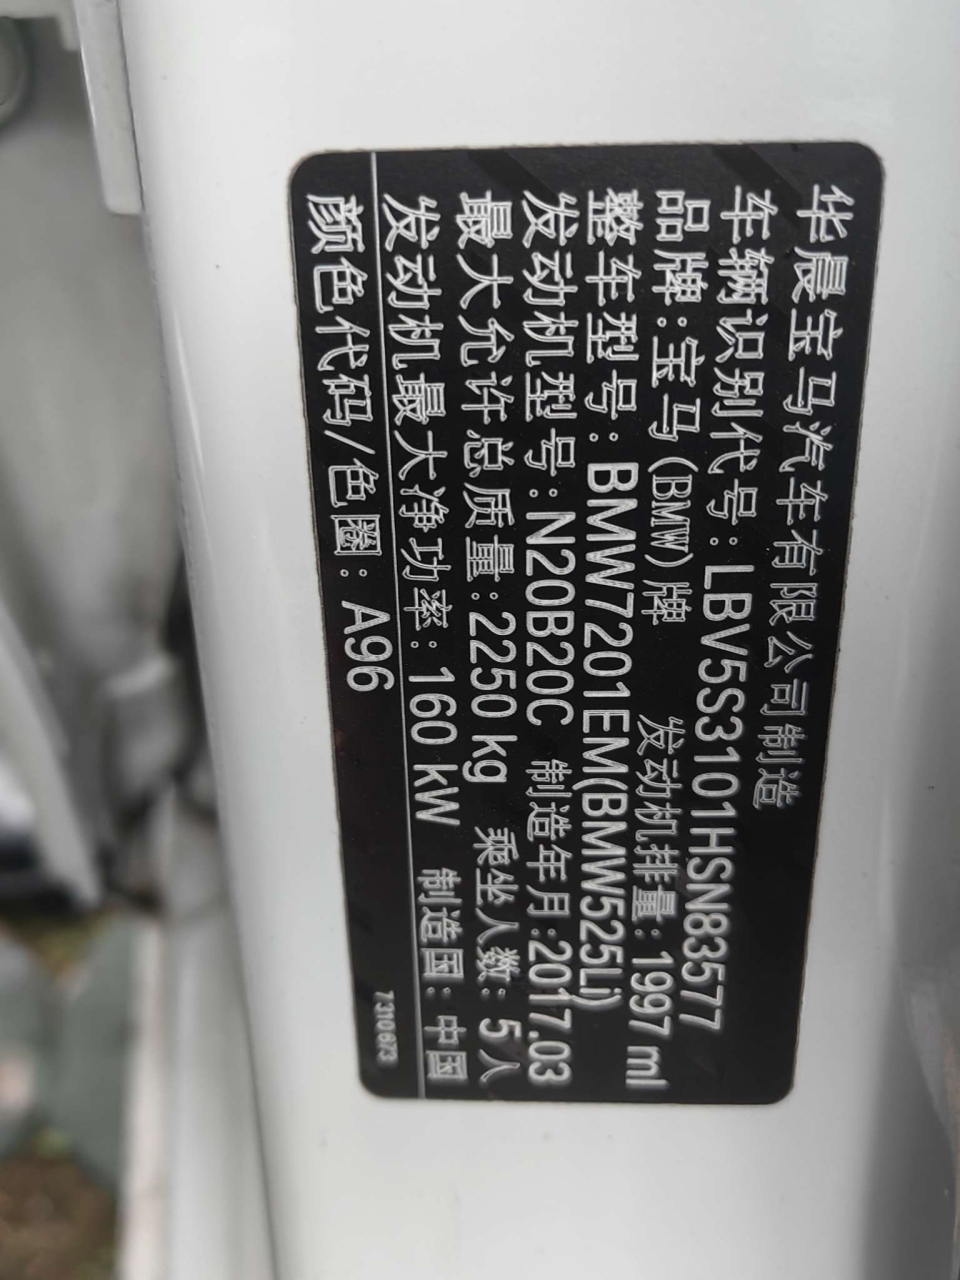 华晨宝马汽车有限公司制造
车辆识别代号:LBV5S3101HSN83577
品牌:宝马(BMW)牌 发动机排量:1997 ml
整车型号:BMW7201EM(BMW525Li)
发动机型号:N20B20C 制造年月:2017.03
最大允许总质量:2250 kg 乘坐人数:5人
发动机最大净功率:160 kW 制造国:中国
颜色代码/色圈:A96 7310673